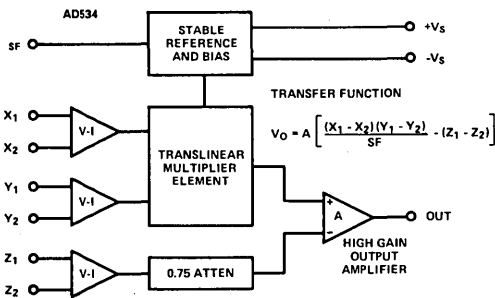 AD534
STABLE
REFERENCE
AND BIAS
+VS
-VS
SF
TRANSFER FUNCTION
VO = A [ (X1 - X2) (Y1 - Y2) / SF - (Z1 - Z2) ]
X1
X2
V-I
TRANSLINEAR
MULTIPLIER
ELEMENT
Y1
Y2
V-I
+
A
-
OUT
HIGH GAIN
OUTPUT
AMPLIFIER
Z1
Z2
V-I
0.75 ATTEN